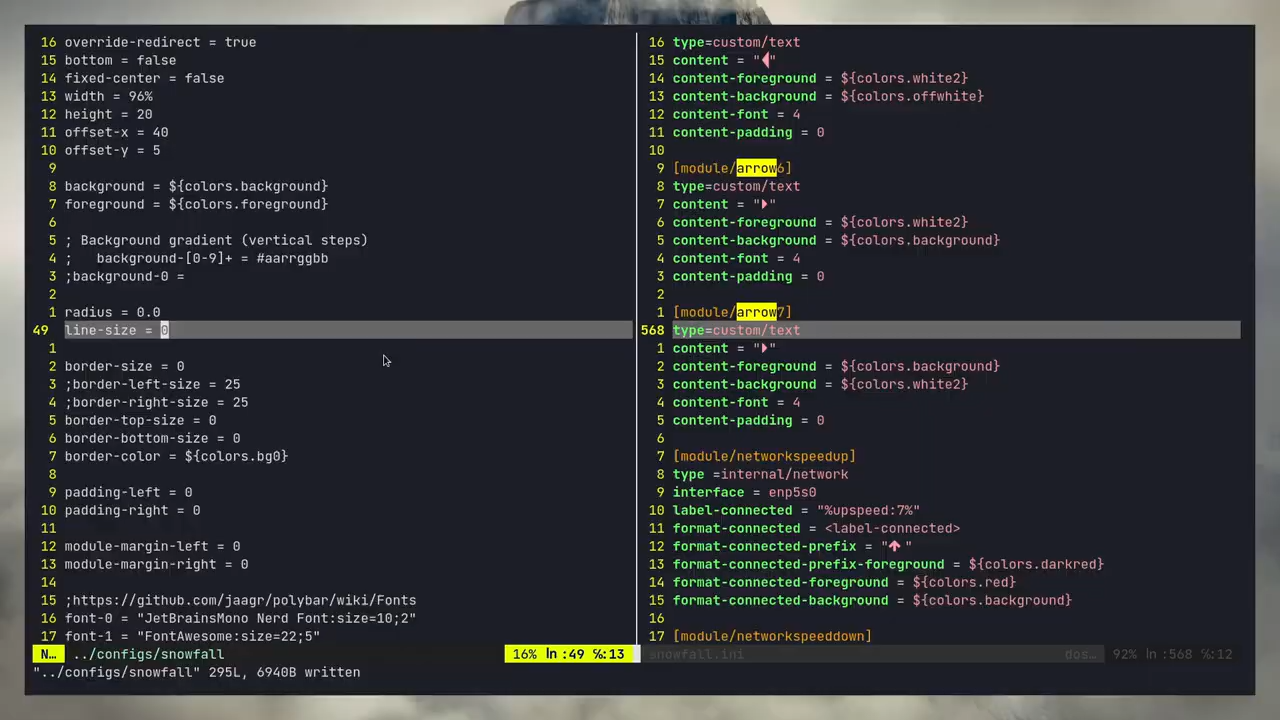 16 override-redirect = true
15 bottom = false
14 fixed-center = false
13 width = 96%
12 height = 20
11 offset-x = 40
10 offset-y = 5
9
8 background = ${colors.background}
7 foreground = ${colors.foreground}
6
5 ; Background gradient (vertical steps)
4 ;   background-[0-9]+ = #aarrggbb
3 ;background-0 =
2
1 radius = 0.0
49 line-size = 0
1
2 border-size = 0
3 ;border-left-size = 25
4 ;border-right-size = 25
5 border-top-size = 0
6 border-bottom-size = 0
7 border-color = ${colors.bg0}
8
9 padding-left = 0
10 padding-right = 0
11
12 module-margin-left = 0
13 module-margin-right = 0
14
15 ;https://github.com/jaagr/polybar/wiki/Fonts
16 font-0 = "JetBrainsMono Nerd Font:size=10;2"
17 font-1 = "FontAwesome:size=22;5"
N… ../configs/snowfall 16% ln :49 ℅:13
"../configs/snowfall" 295L, 6940B written
16 type=custom/text
15 content = ""
14 content-foreground = ${colors.white2}
13 content-background = ${colors.offwhite}
12 content-font = 4
11 content-padding = 0
10
9 [module/arrow6]
8 type=custom/text
7 content = ""
6 content-foreground = ${colors.white2}
5 content-background = ${colors.background}
4 content-font = 4
3 content-padding = 0
2
1 [module/arrow7]
568 type=custom/text
1 content = ""
2 content-foreground = ${colors.background}
3 content-background = ${colors.white2}
4 content-font = 4
5 content-padding = 0
6
7 [module/networkspeedup]
8 type =internal/network
9 interface = enp5s0
10 label-connected = "%upspeed:7%"
11 format-connected = <label-connected>
12 format-connected-prefix = "🡹 "
13 format-connected-prefix-foreground = ${colors.darkred}
14 format-connected-foreground = ${colors.red}
15 format-connected-background = ${colors.background}
16
17 [module/networkspeeddown]
snowfall.ini dos… 92% ln :568 ℅:12